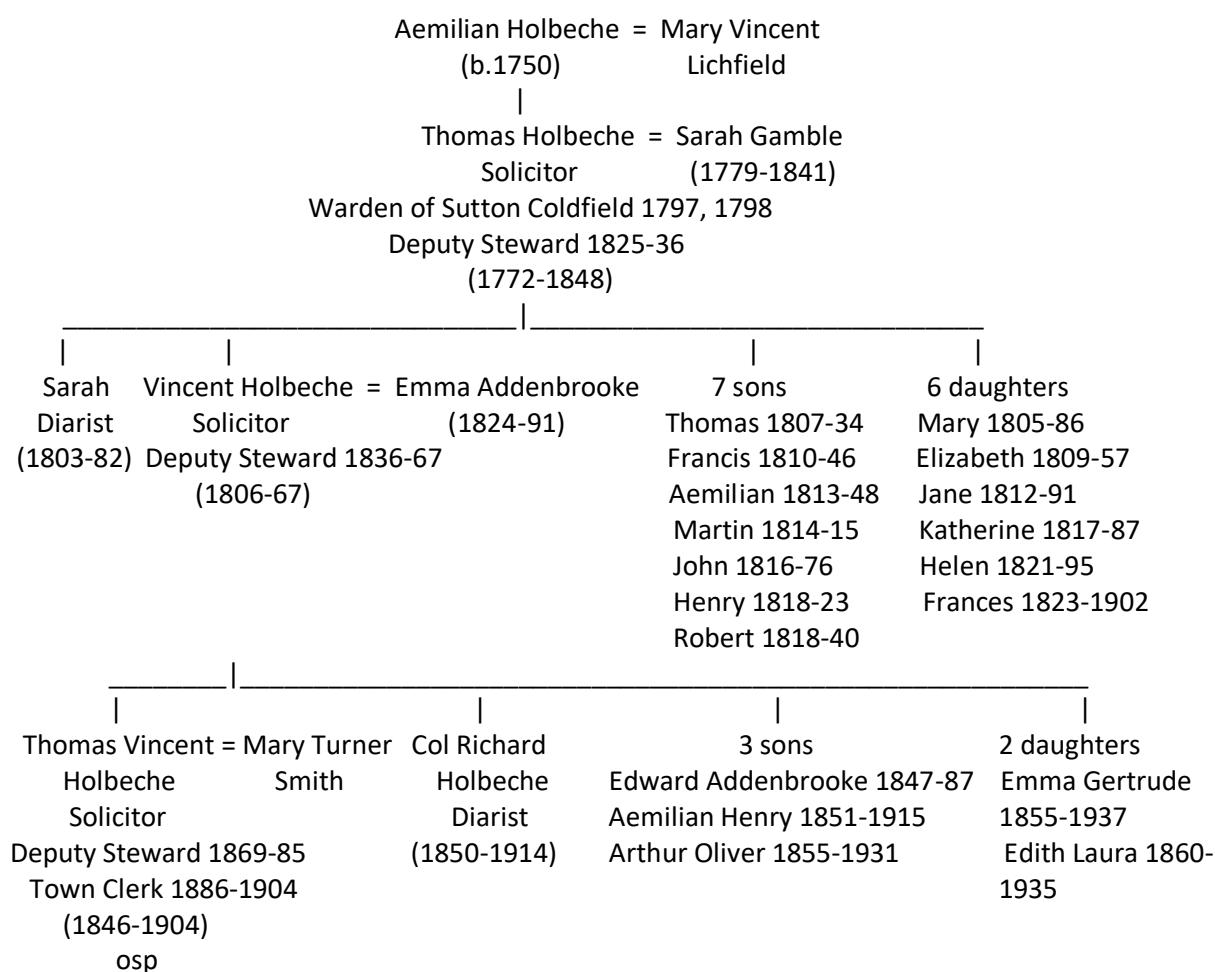 Aemilian Holbeche = Mary Vincent
(b.1750) Lichfield
|
Thomas Holbeche = Sarah Gamble
Solicitor (1779-1841)
Warden of Sutton Coldfield 1797, 1798
Deputy Steward 1825-36
(1772-1848)
_______________________________|_______________________________
| | | |
Sarah Vincent Holbeche = Emma Addenbrooke 7 sons 6 daughters
Diarist Solicitor (1824-91) Thomas 1807-34 Mary 1805-86
(1803-82) Deputy Steward 1836-67 Francis 1810-46 Elizabeth 1809-57
(1806-67) Aemilian 1813-48 Jane 1812-91
Martin 1814-15 Katherine 1817-87
John 1816-76 Helen 1821-95
Henry 1818-23 Frances 1823-1902
Robert 1818-40
________|___________________________________________________________
| | | |
Thomas Vincent = Mary Turner Col Richard 3 sons 2 daughters
Holbeche Smith Holbeche Edward Addenbrooke 1847-87 Emma Gertrude
Solicitor Diarist Aemilian Henry 1851-1915 1855-1937
Deputy Steward 1869-85 (1850-1914) Arthur Oliver 1855-1931 Edith Laura 1860-
Town Clerk 1886-1904 1935
(1846-1904)
osp